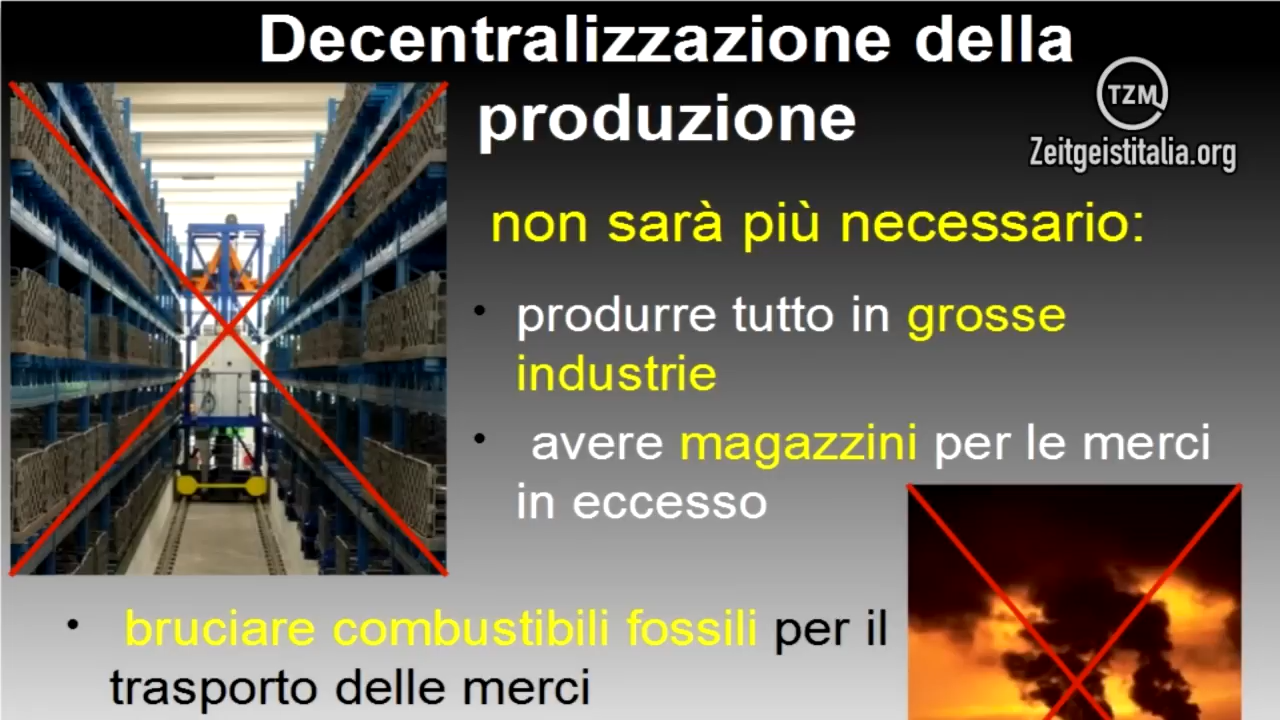 Decentralizzazione della
produzione
TZM
Zeitgeistitalia.org
non sarà più necessario:
• produrre tutto in grosse
industrie
• avere magazzini per le merci
in eccesso
• bruciare combustibili fossili per il
trasporto delle merci